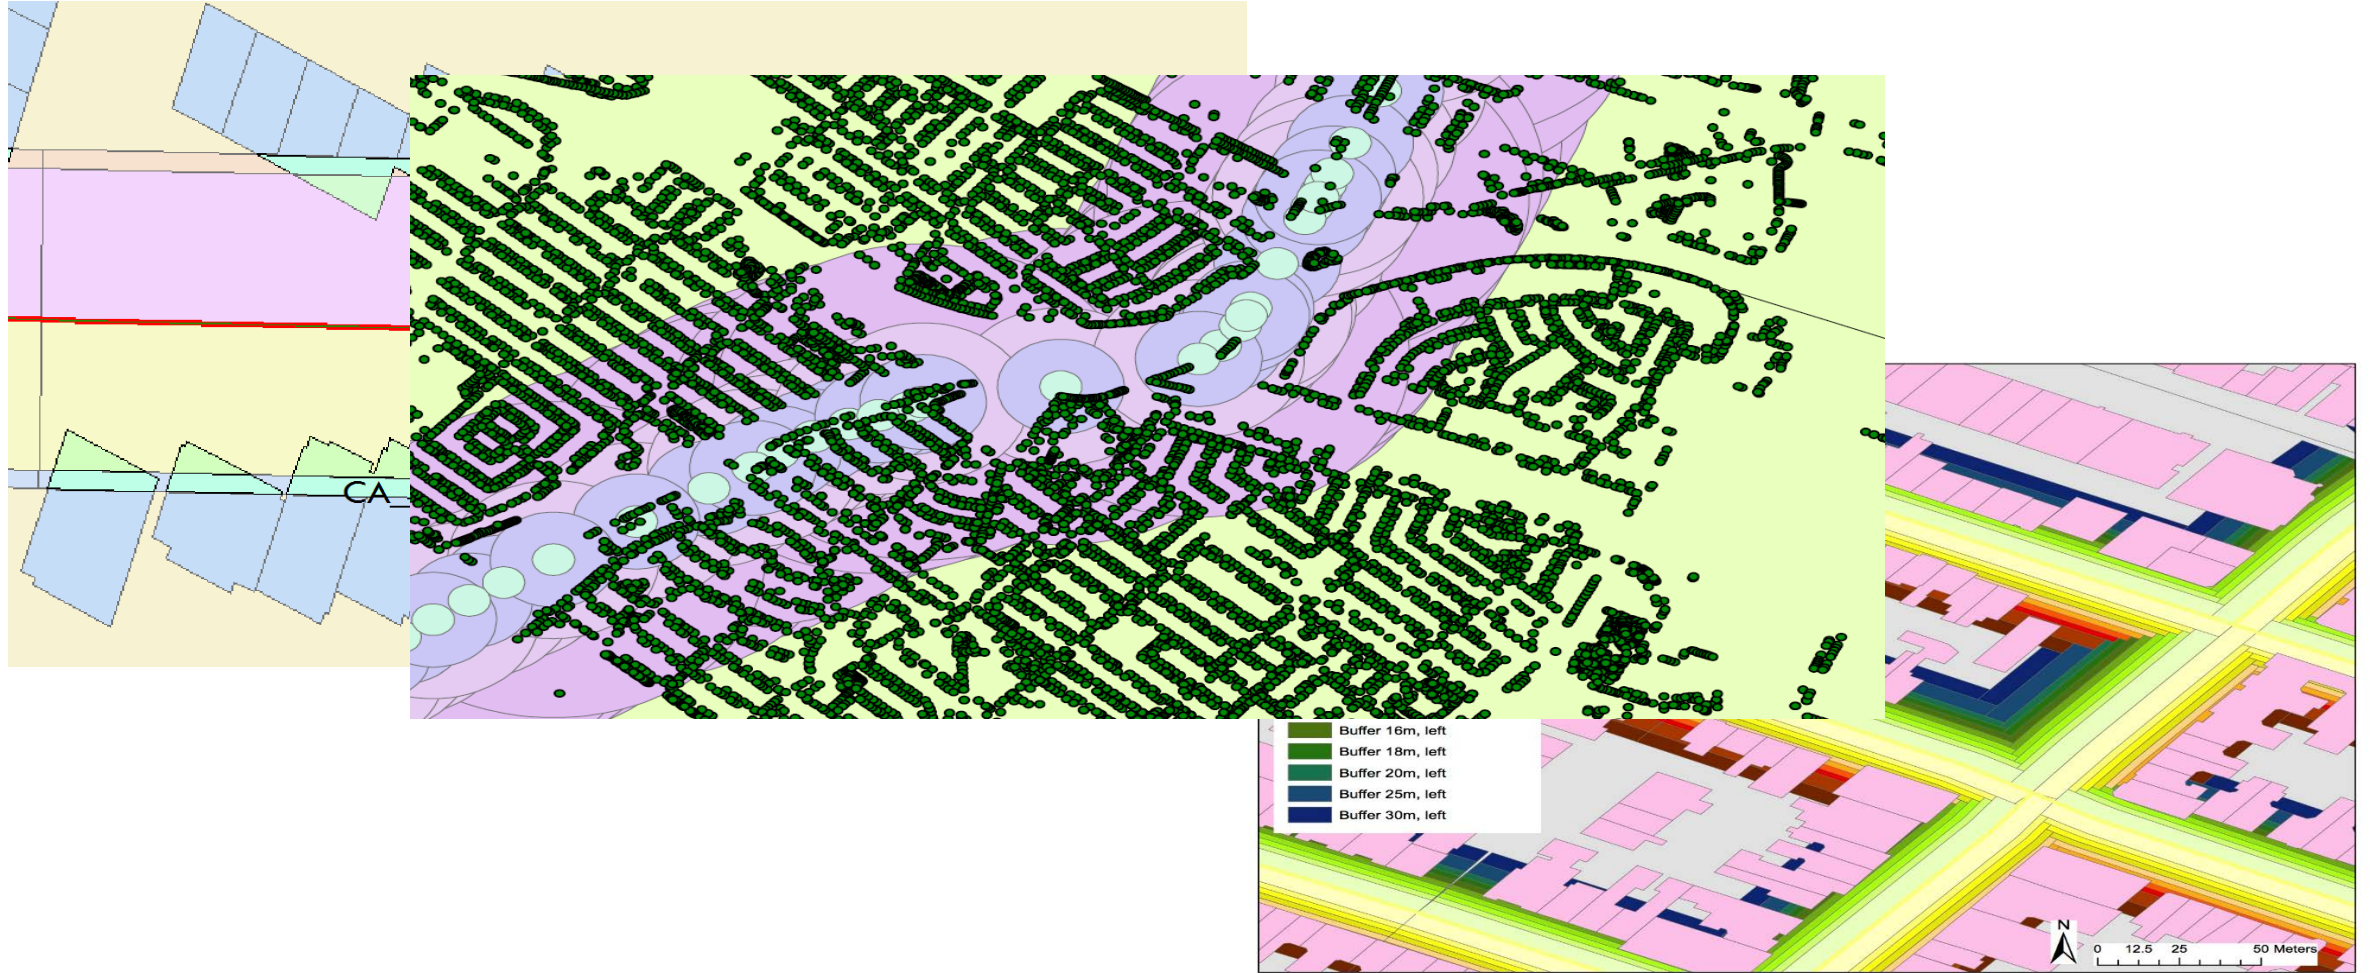 CA_
Buffer 16m, left
Buffer 18m, left
Buffer 20m, left
Buffer 25m, left
Buffer 30m, left
N
0 12.5 25 50 Meters